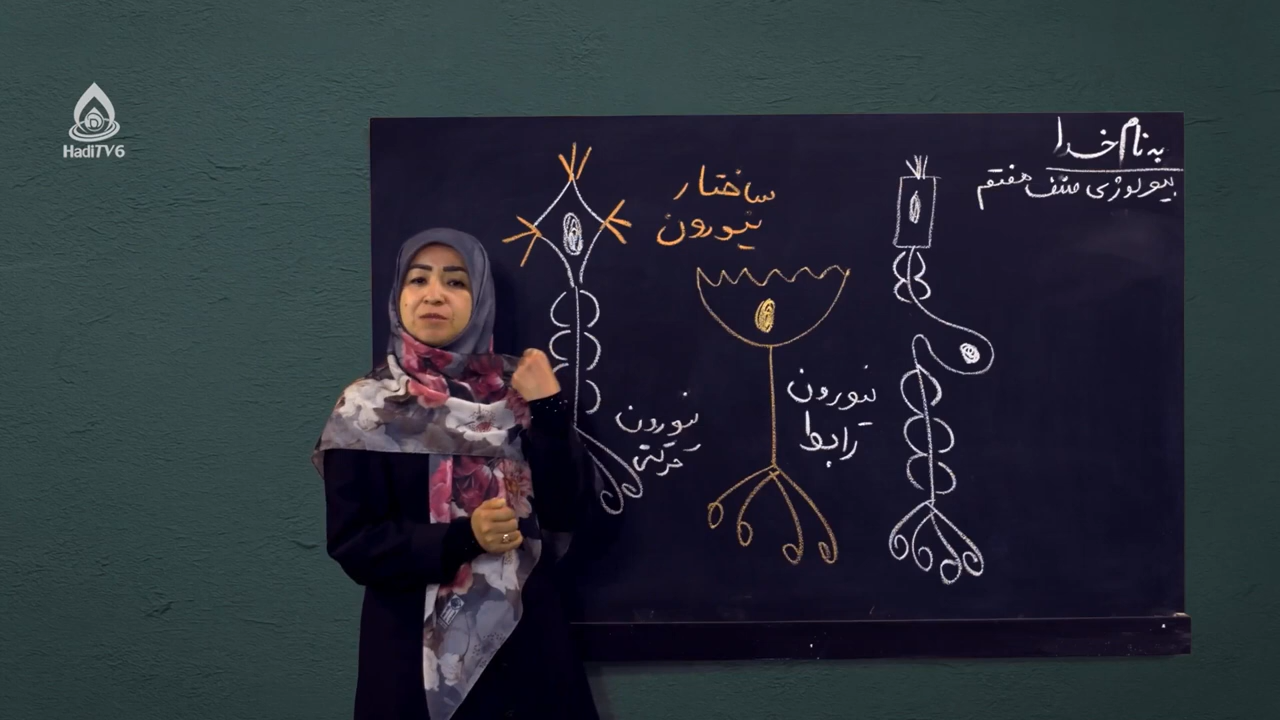 به نام خدا
بیولوژی صنف هفتم
ساختار
نیورون
نیورون
رابط
نیورون
حرکتی
HadiTV6